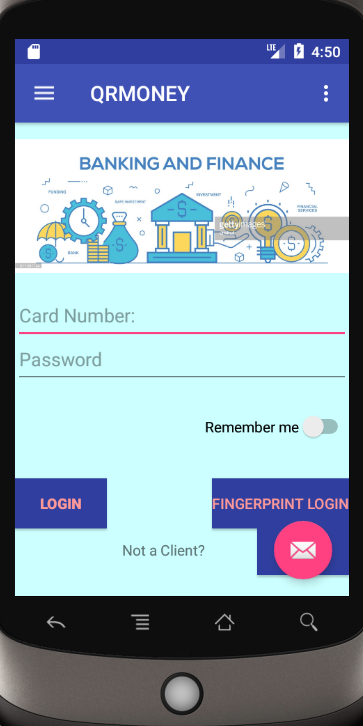 LTE 4:50
QRMONEY
BANKING AND FINANCE
FUNDING
SAFE INVESTMENT
INVESTMENT
FINANCIAL
SERVICES
gettyimages
BANK
Card Number:
Password
Remember me
LOGIN
FINGERPRINT LOGIN
Not a Client?